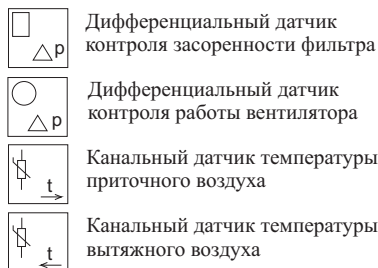 p
Дифференциальный датчик
контроля засоренности фильтра
p
Дифференциальный датчик
контроля работы вентилятора
t
Канальный датчик температуры
приточного воздуха
t
Канальный датчик температуры
вытяжного воздуха